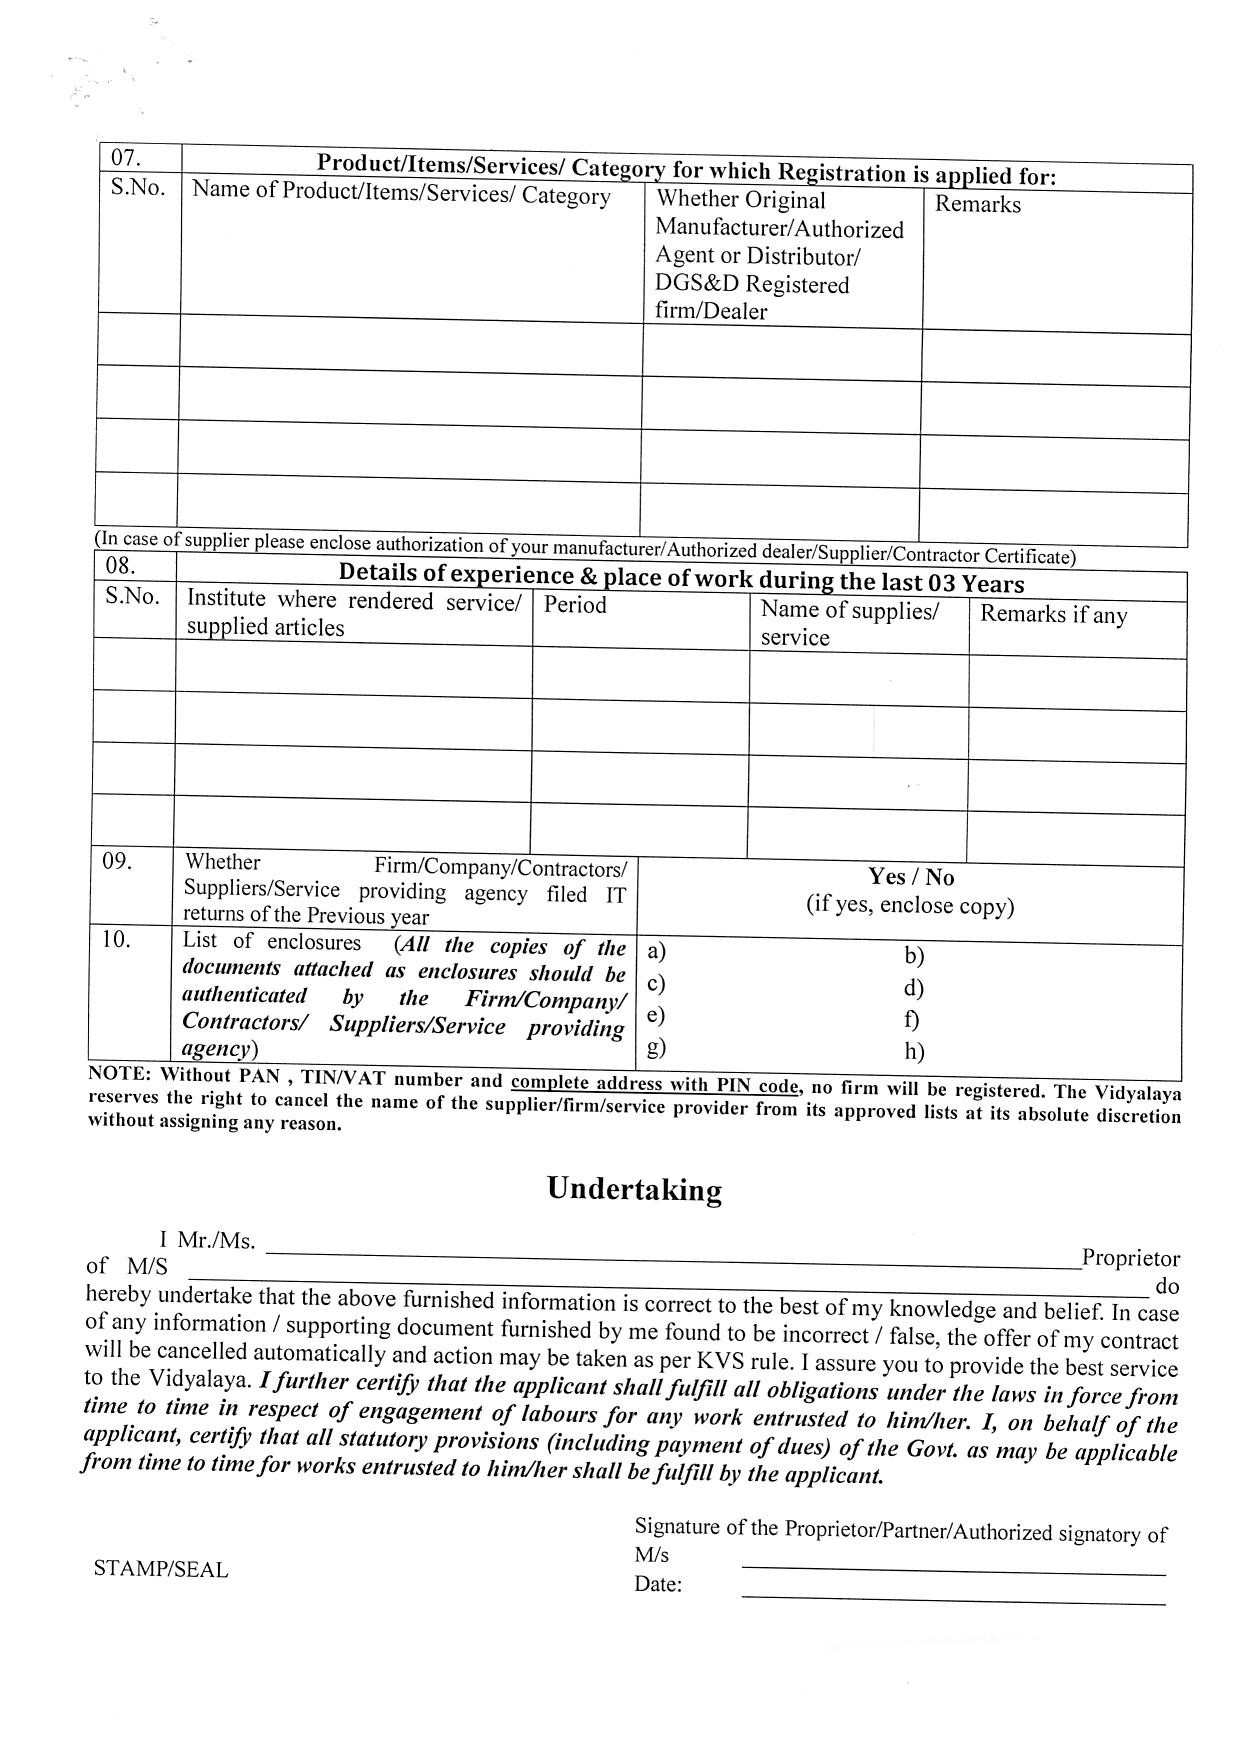 07. Product/Items/Services/ Category for which Registration is applied for:
S.No. Name of Product/Items/Services/ Category Whether Original Remarks
Manufacturer/Authorized
Agent or Distributor/
DGS&D Registered
firm/Dealer
(In case of supplier please enclose authorization of your manufacturer/Authorized dealer/Supplier/Contractor Certificate)
08. Details of experience & place of work during the last 03 Years
S.No. Institute where rendered service/ Period Name of supplies/ Remarks if any
supplied articles service
09. Whether Firm/Company/Contractors/ Yes / No
Suppliers/Service providing agency filed IT (if yes, enclose copy)
returns of the Previous year
10. List of enclosures (All the copies of the a) b)
documents attached as enclosures should be c) d)
authenticated by the Firm/Company/ e) f)
Contractors/ Suppliers/Service providing g) h)
agency)
NOTE: Without PAN , TIN/VAT number and complete address with PIN code, no firm will be registered. The Vidyalaya
reserves the right to cancel the name of the supplier/firm/service provider from its approved lists at its absolute discretion
without assigning any reason.
Undertaking
I Mr./Ms. Proprietor
of M/S do
hereby undertake that the above furnished information is correct to the best of my knowledge and belief. In case
of any information / supporting document furnished by me found to be incorrect / false, the offer of my contract
will be cancelled automatically and action may be taken as per KVS rule. I assure you to provide the best service
to the Vidyalaya. I further certify that the applicant shall fulfill all obligations under the laws in force from
time to time in respect of engagement of labours for any work entrusted to him/her. I, on behalf of the
applicant, certify that all statutory provisions (including payment of dues) of the Govt. as may be applicable
from time to time for works entrusted to him/her shall be fulfill by the applicant.
Signature of the Proprietor/Partner/Authorized signatory of
M/s
STAMP/SEAL
Date: